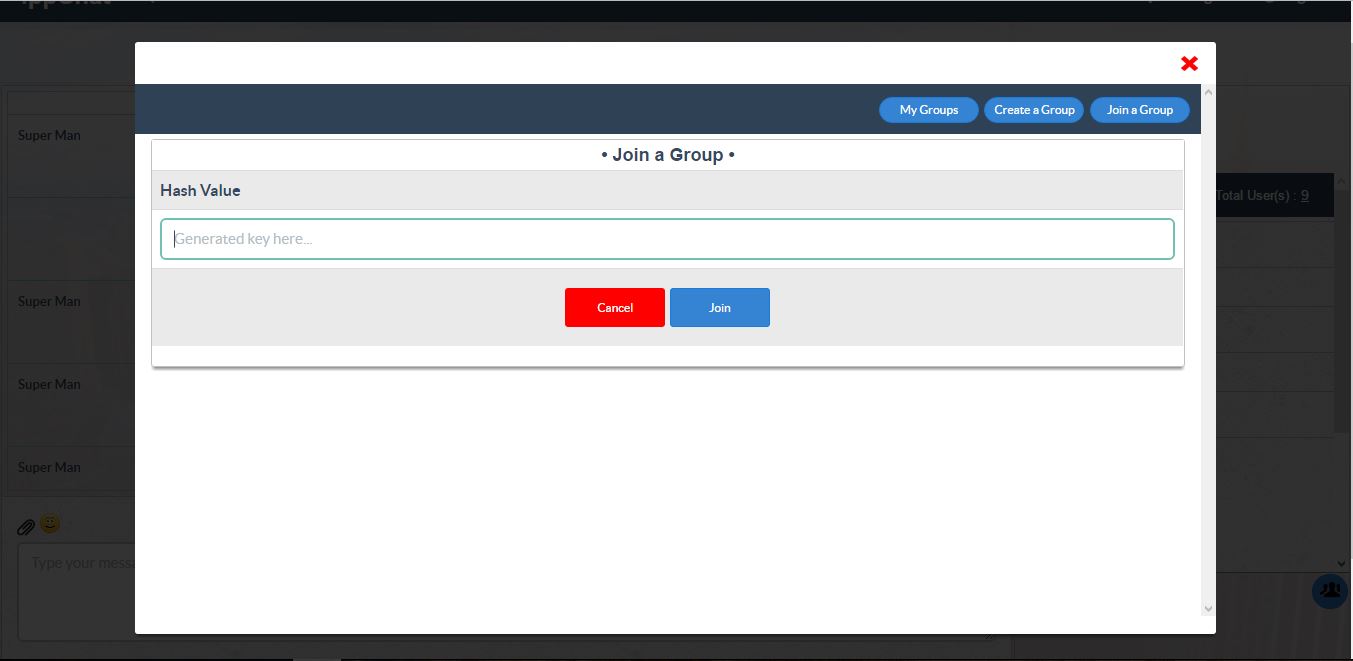 My Groups
Create a Group
Join a Group
• Join a Group •
Hash Value
Generated key here...
Cancel
Join
Super Man
Super Man
Super Man
Super Man
Total User(s) : 9
Type your messa